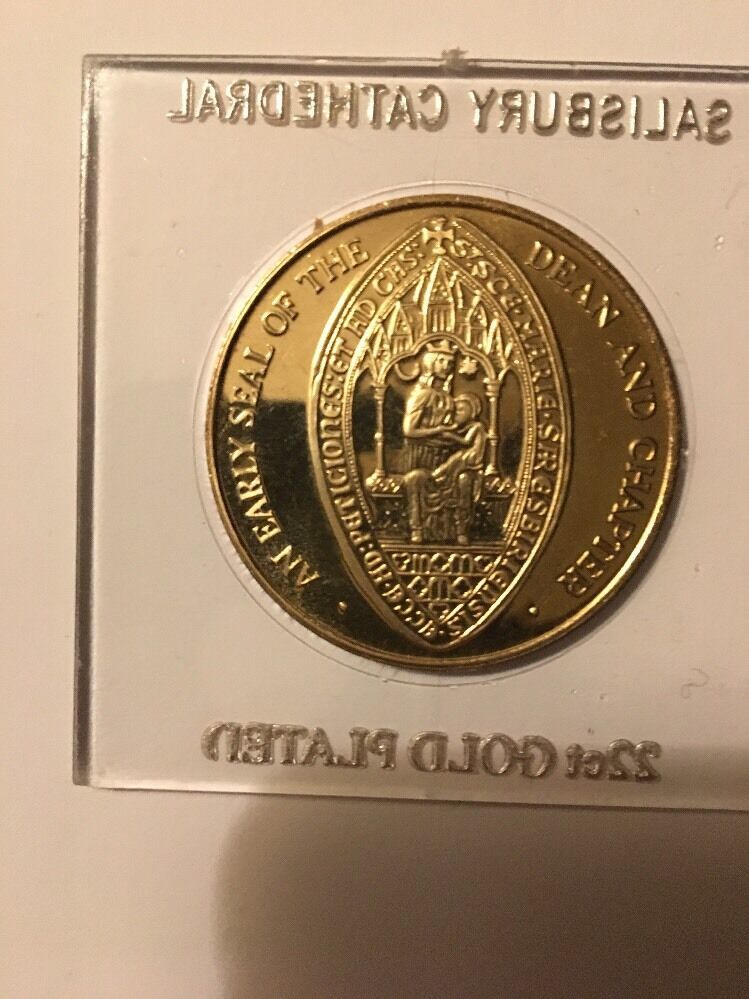 SALISBURY CATHEDRAL
AN EARLY SEAL OF THE DEAN AND CHAPTER
22ct GOLD PLATED